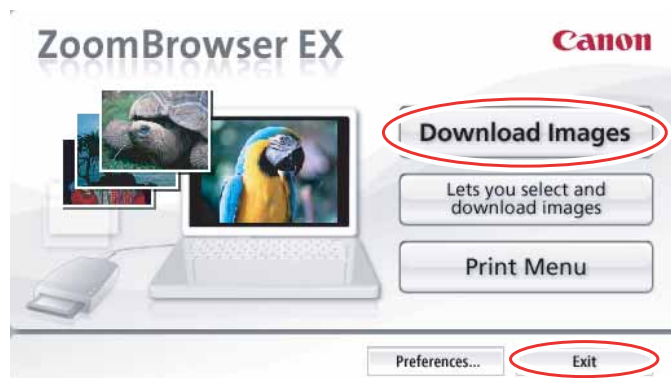 ZoomBrowser EX
Canon
Download Images
Lets you select and
download images
Print Menu
Preferences...
Exit